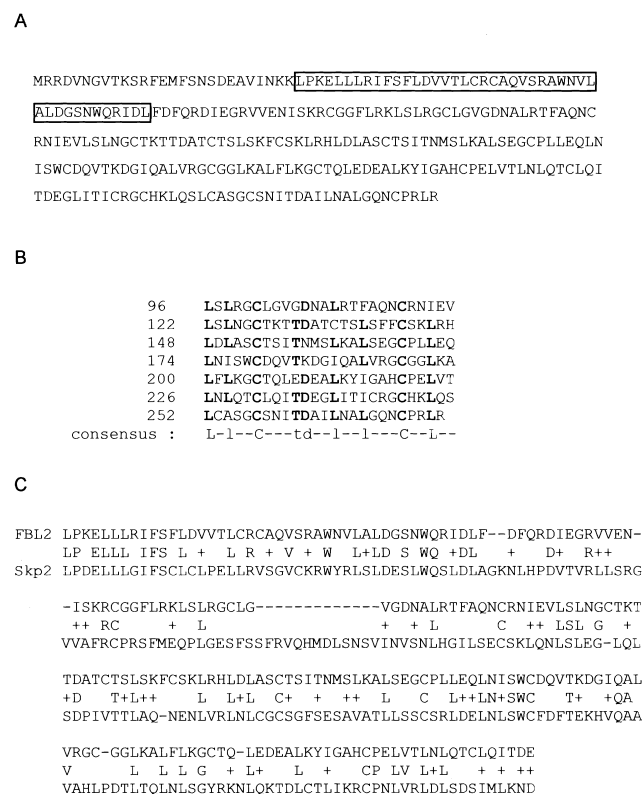 A
MRRDVNGVTKSRFEMFSNSDEAVINKKLPKELLLRIFSFLDVVTLCRCAQVSRAWNVL
ALDGSNWQRIDLFDFQRDIEGRVVENISKRCGGFLRKLSLRGCLGVGDNALRTFAQNC
RNIEVLSLNGCTKTTDATCTSLSKFCSKLRHLDLASCTSITNMSLKALSEGCPLLEQLN
ISWCDQVTKDGIQALVRGCGGLKALFLKGCTQLEDEALKYIGAHCPELVTLNLQTCLQI
TDEGLITICRGCHKLQSLCASGCSNITDAILNALGQNCPRLR
B
96 LSLRGCLGVGDNALRTFAQNCRNIEV
122 LSLNGCTKTTDATCTSLSFFCSKLRH
148 LDLASCTSITNMSLKALSEGCPLLEQ
174 LNISWCDQVTKDGIQALVRGCGGLKA
200 LFLKGCTQLEDEALKYIGAHCPELVT
226 LNLQTCLQITDEGLITICRGCHKLQS
252 LCASGCSNITDAILNALGQNCPRLR
consensus : L-l--C---td--l--l---C--L--
C
FBL2 LPKELLLRIFSFLDVVTLCRCAQVSRAWNVLALDGSNWQRIDLF--DFQRDIEGRVVEN-
LP ELLL IFS L + L R + V + W L+LD S WQ +DL + D+ R++
Skp2 LPDELLLGIFSCLCLPELLRVSGVCKRWYRLSLDESLWQSLDLAGKNLHPDVTVRLLSRG
-ISKRCGGFLRKLSLRGCLG-------------VGDNALRTFAQNCRNIEVLSLNGCTKT
++ RC + L + + L C ++ LSL G +
VVAFRCPRSFMEQPLGESFSSFRVQHMDLSNSVINVSNLHGILSECSKLQNLSLEG-LQL
TDATCTSLSKFCSKLRHLDLASCTSITNMSLKALSEGCPLLEQLNISWCDQVTKDGIQAL
+D T+L++ L L+L C+ + ++ L C L++LN+SWC T+ +QA
SDPIVTTLAQ-NENLVRLNLCGCSGFSESAVATLLSSCSRLDELNLSWCFDFTEKHVQAA
VRGC-GGLKALFLKGCTQ-LEDEALKYIGAHCPELVTLNLQTCLQITDE
V L L G + L+ L + CP LV L+L + ++
VAHLPDTLTQLNLSGYRKNLQKTDLCTLIKRCPNLVRLDLSDSIMLKND